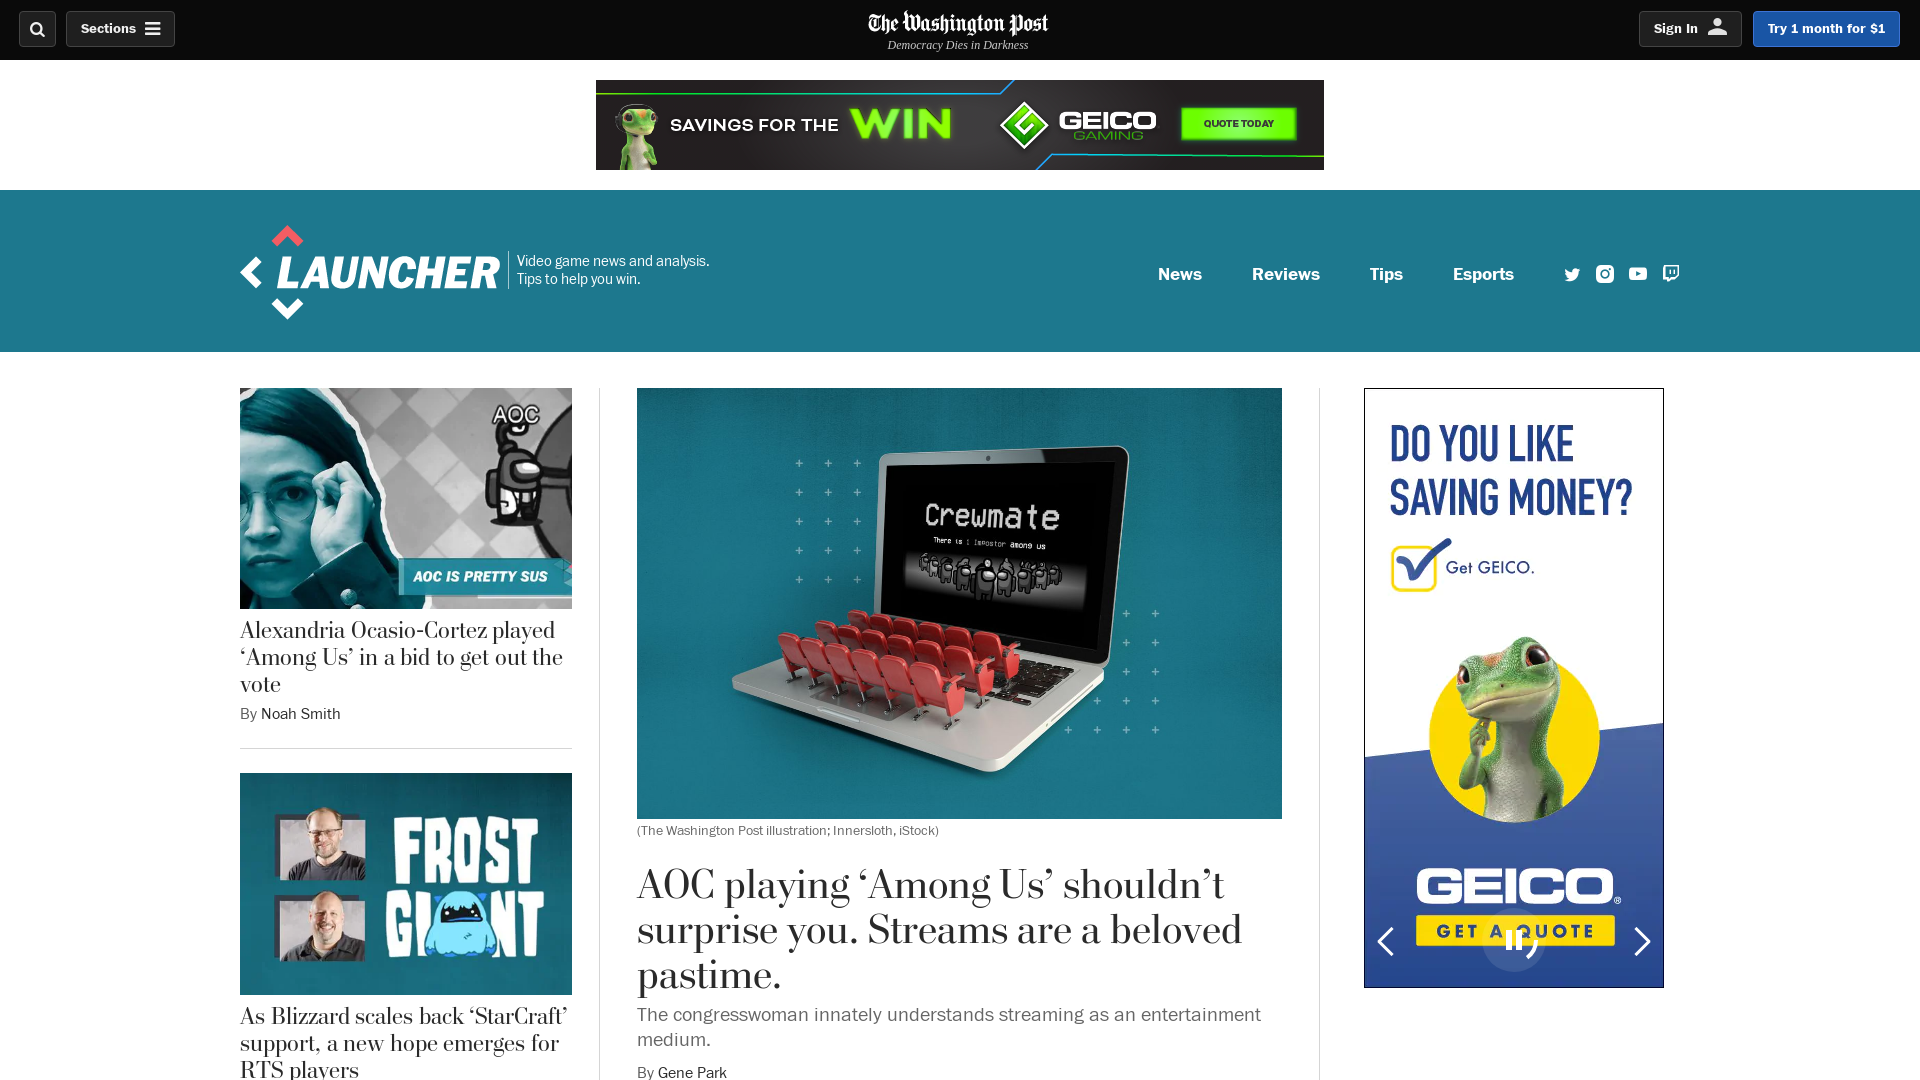 Sections
The Washington Post
Democracy Dies in Darkness
Sign In
Try 1 month for $1
SAVINGS FOR THE WIN
GEICO
GAMING
QUOTE TODAY
LAUNCHER
Video game news and analysis.
Tips to help you win.
News
Reviews
Tips
Esports
AOC
AOC IS PRETTY SUS
Alexandria Ocasio-Cortez played
‘Among Us’ in a bid to get out the
vote
By Noah Smith
FROST
GIANT
As Blizzard scales back ‘StarCraft’
support, a new hope emerges for
RTS players
Crewmate
There is 1 Impostor among us
(The Washington Post illustration; Innersloth, iStock)
AOC playing ‘Among Us’ shouldn’t
surprise you. Streams are a beloved
pastime.
The congresswoman innately understands streaming as an entertainment
medium.
By Gene Park
DO YOU LIKE
SAVING MONEY?
Get GEICO.
GEICO®
GET A QUOTE